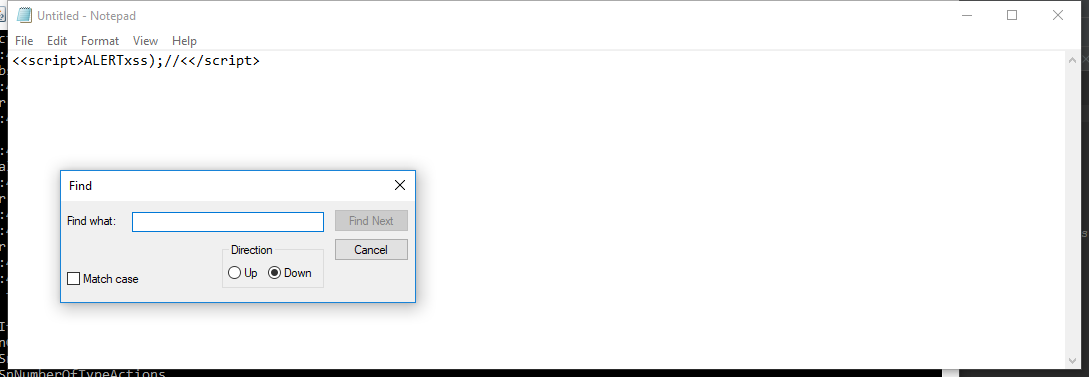 Untitled - Notepad
File Edit Format View Help
<<script>ALERTxss);//<</script>
Find
Find what:
Find Next
Direction
Cancel
Up Down
Match case
SnNumberOfTypeActions